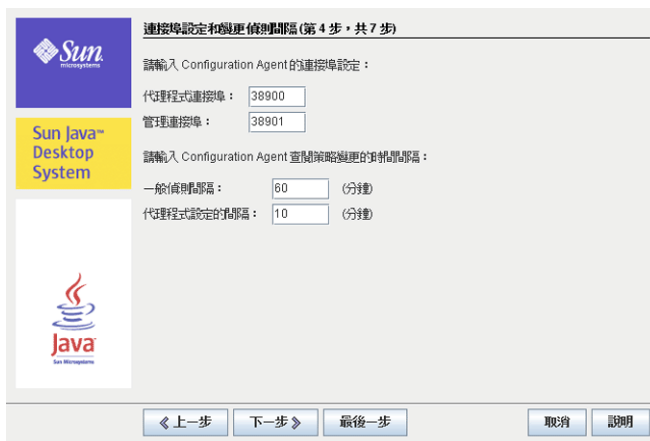 連接埠設定和變更偵測間隔 (第 4 步，共 7 步)
Sun
microsystems
請輸入 Configuration Agent 的連接埠設定：
代理程式連接埠： 38900
管理連接埠： 38901
Sun Java™
Desktop
System
請輸入 Configuration Agent 查閱策略變更的時間間隔：
一般偵測間隔： 60 (分鐘)
代理程式設定的間隔： 10 (分鐘)
Java
Sun Microsystems
《 上一步
下一步 》
最後一步
取消
說明